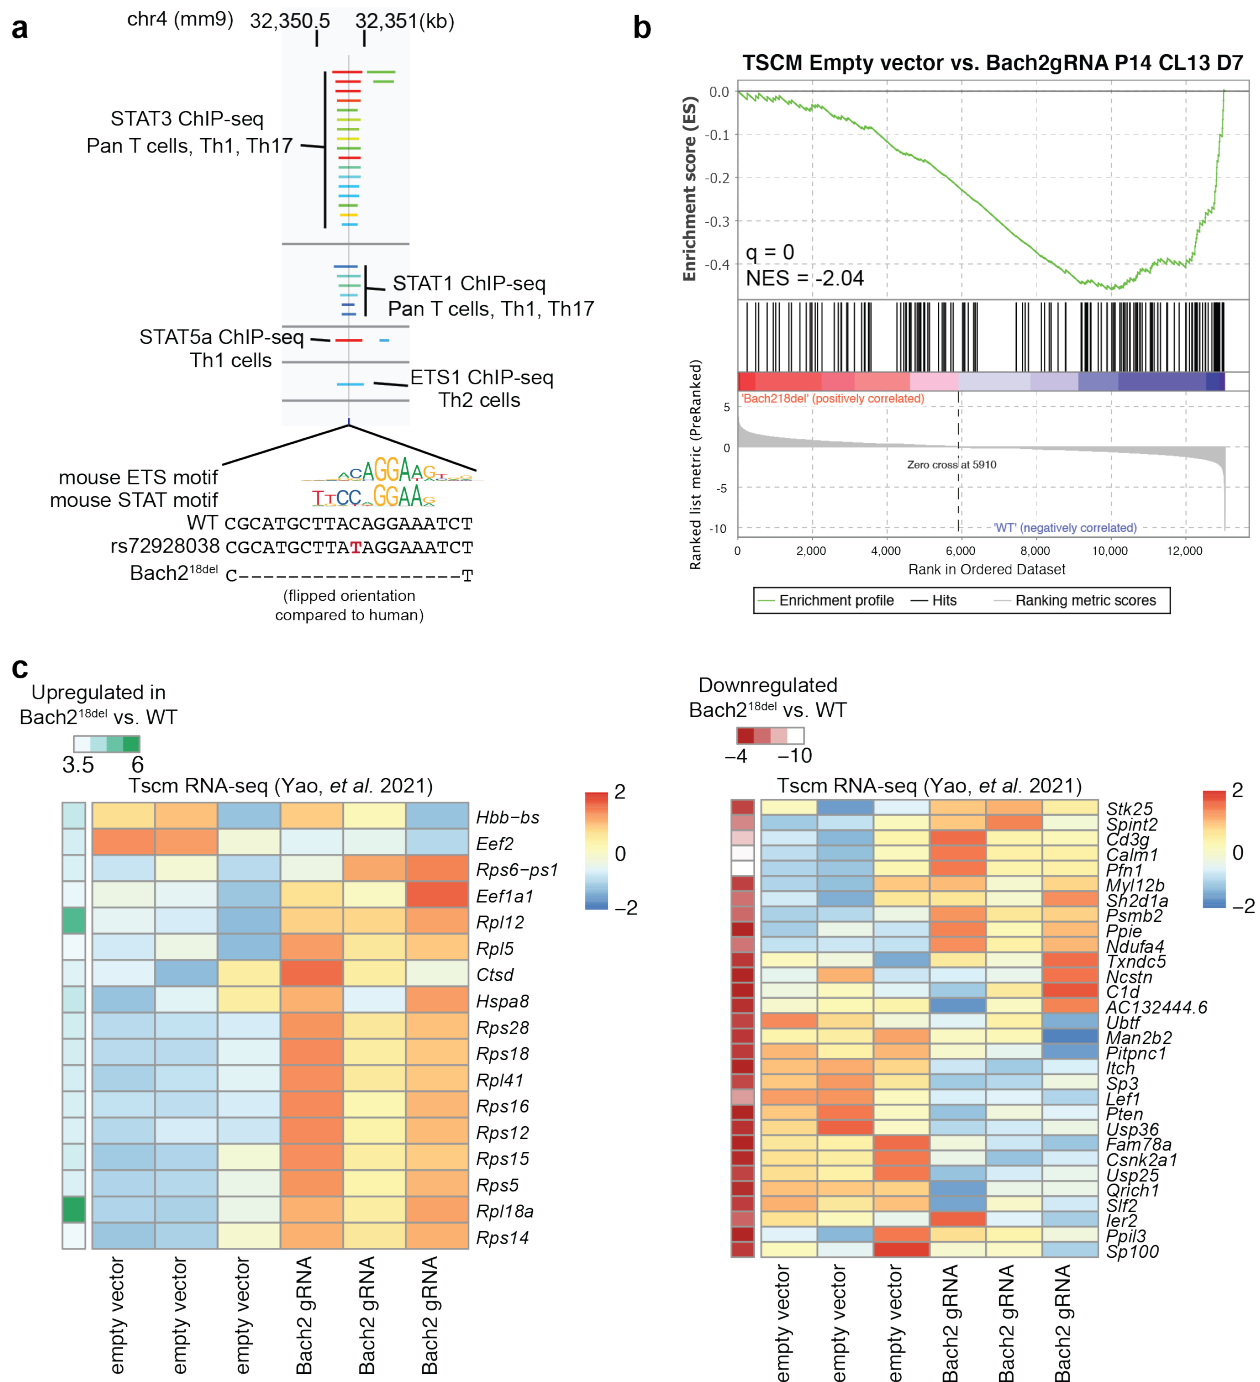 a
chr4 (mm9) 32,350.5 32,351(kb)
STAT3 ChIP-seq
Pan T cells, Th1, Th17
STAT1 ChIP-seq
Pan T cells, Th1, Th17
STAT5a ChIP-seq
Th1 cells
ETS1 ChIP-seq
Th2 cells
mouse ETS motif
mouse STAT motif
WT CGCATGCTTACAGGAAATCT
rs72928038 CGCATGCTTATAGGAAATCT
Bach2¹⁸ᵈᵉˡ C------------------T
(flipped orientation
compared to human)
b
TSCM Empty vector vs. Bach2gRNA P14 CL13 D7
Enrichment score (ES)
0.0
-0.1
-0.2
-0.3
-0.4
q = 0
NES = -2.04
'Bach218del' (positively correlated)
Ranked list metric (PreRanked)
5
0
-5
-10
Zero cross at 5910
'WT' (negatively correlated)
0 2,000 4,000 6,000 8,000 10,000 12,000
Rank in Ordered Dataset
Enrichment profile Hits Ranking metric scores
c
Upregulated in
Bach2¹⁸ᵈᵉˡ vs. WT
3.5 6
Tscm RNA-seq (Yao, et al. 2021)
2
0
−2
Hbb−bs
Eef2
Rps6−ps1
Eef1a1
Rpl12
Rpl5
Ctsd
Hspa8
Rps28
Rps18
Rpl41
Rps16
Rps12
Rps15
Rps5
Rpl18a
Rps14
empty vector
empty vector
empty vector
Bach2 gRNA
Bach2 gRNA
Bach2 gRNA
Downregulated
Bach2¹⁸ᵈᵉˡ vs. WT
−4 −10
Tscm RNA-seq (Yao, et al. 2021)
2
0
−2
Stk25
Spint2
Cd3g
Calm1
Pfn1
Myl12b
Sh2d1a
Psmb2
Ppie
Ndufa4
Txndc5
Ncstn
C1d
AC132444.6
Ubtf
Man2b2
Pitpnc1
Itch
Sp3
Lef1
Pten
Usp36
Fam78a
Csnk2a1
Usp25
Qrich1
Slf2
Ier2
Ppil3
Sp100
empty vector
empty vector
empty vector
Bach2 gRNA
Bach2 gRNA
Bach2 gRNA